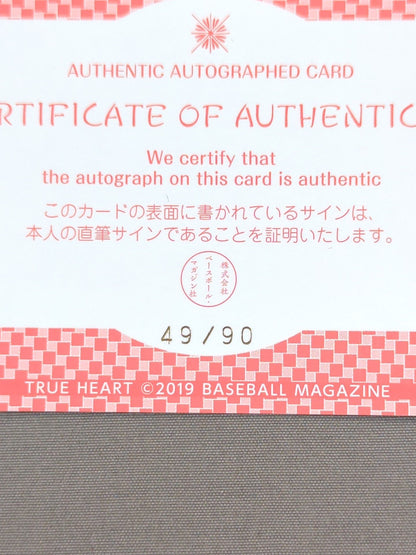 AUTHENTIC AUTOGRAPHED CARD
RTIFICATE OF AUTHENTIC
We certify that
the autograph on this card is authentic
このカードの表面に書かれているサインは、
本人の直筆サインであることを証明いたします。
株式会社
ベースボール・
マガジン社
49/90
TRUE HEART ©2019 BASEBALL MAGAZINE